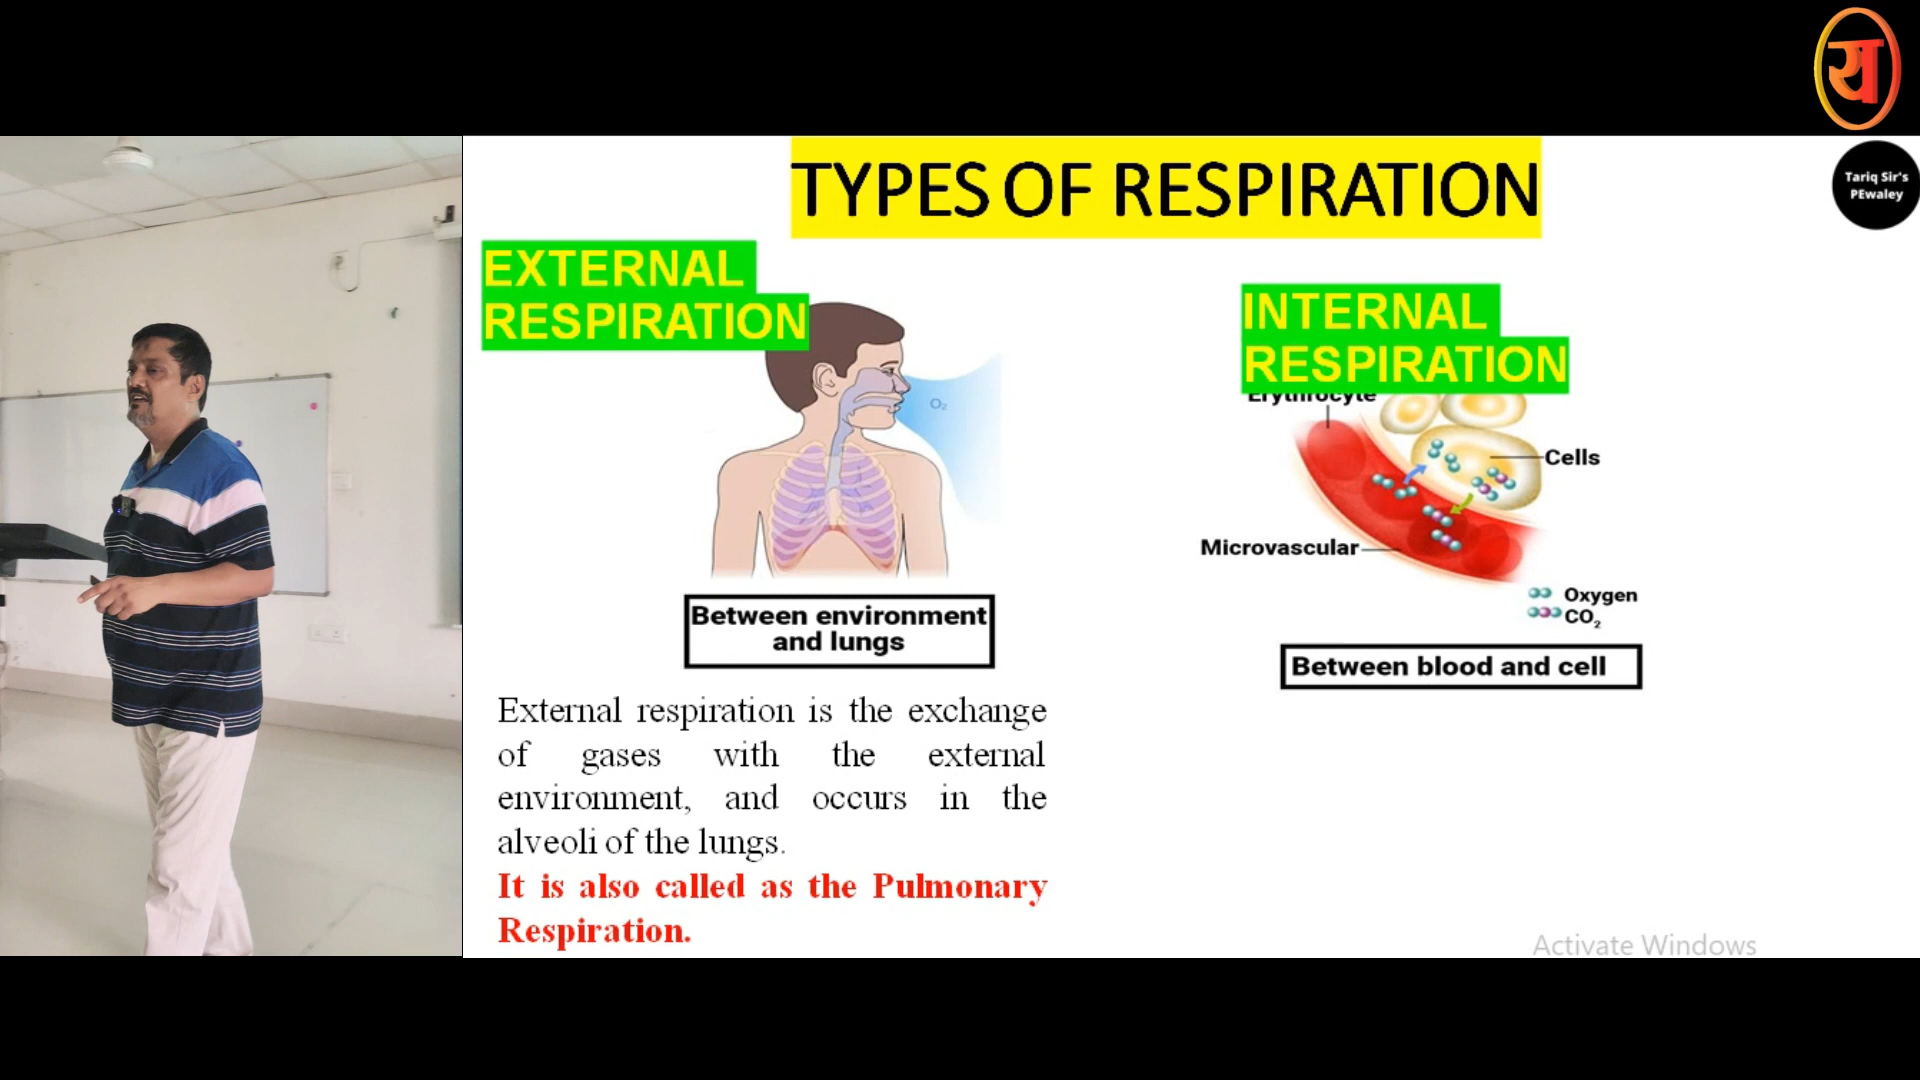 य
Tariq Sir's
PEwaley
TYPES OF RESPIRATION
EXTERNAL
RESPIRATION
O₂
Between environment
and lungs
External respiration is the exchange
of gases with the external
environment, and occurs in the
alveoli of the lungs.
It is also called as the Pulmonary
Respiration.
INTERNAL
RESPIRATION
Erythrocyte
Cells
Microvascular
Oxygen
CO₂
Between blood and cell
Activate Windows